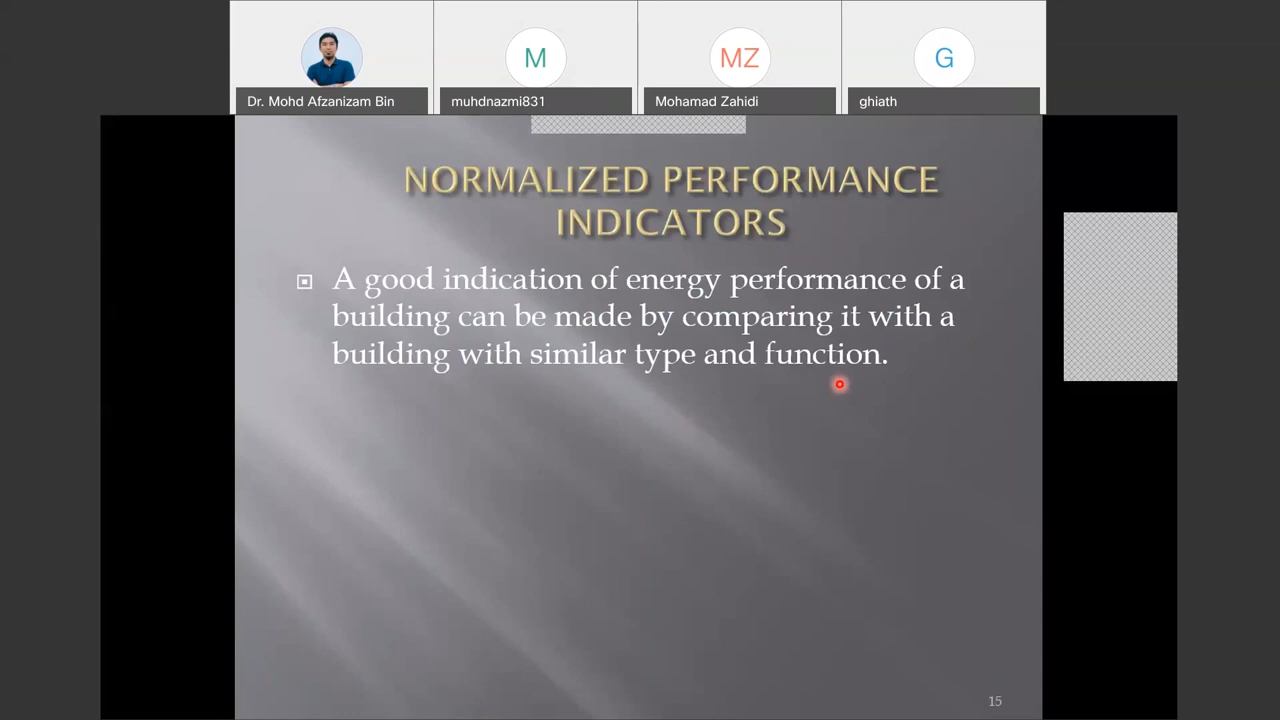 M
MZ
G
Dr. Mohd Afzanizam Bin
muhdnazmi831
Mohamad Zahidi
ghiath
NORMALIZED PERFORMANCE
INDICATORS
A good indication of energy performance of a
building can be made by comparing it with a
building with similar type and function.
15